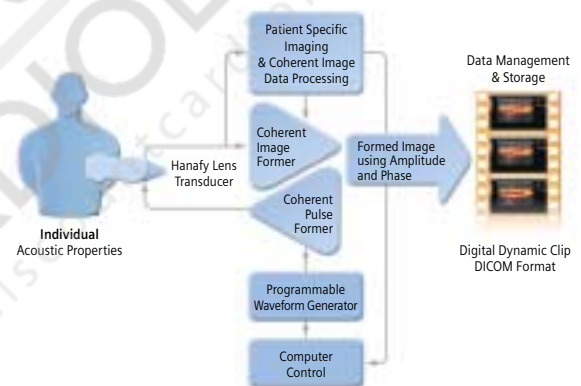 Patient Specific
Imaging
& Coherent Image
Data Processing
Data Management
& Storage
Coherent
Image
Former
Hanafy Lens
Transducer
Formed Image
using Amplitude
and Phase
Coherent
Pulse
Former
Individual
Acoustic Properties
Digital Dynamic Clip
DICOM Format
Programmable
Waveform Generator
Computer
Control